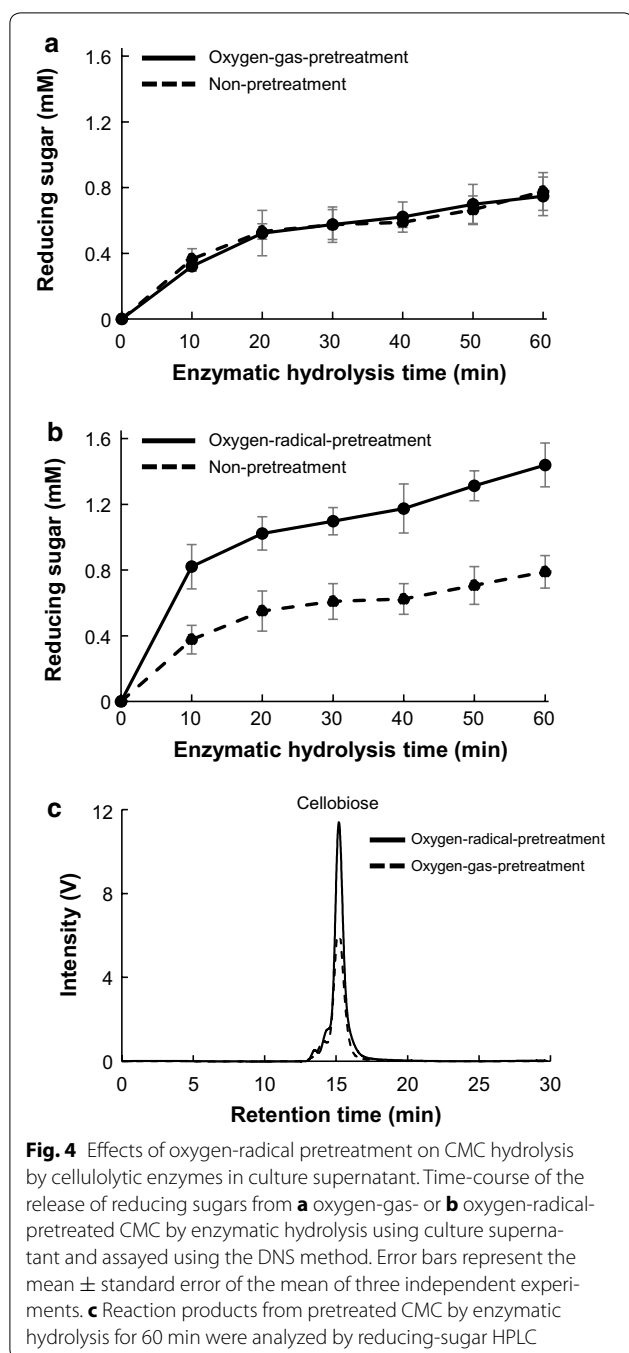 a
Oxygen-gas-pretreatment
Non-pretreatment
Reducing sugar (mM)
1.6
1.2
0.8
0.4
0
0 10 20 30 40 50 60
Enzymatic hydrolysis time (min)
b
Oxygen-radical-pretreatment
Non-pretreatment
Reducing sugar (mM)
1.6
1.2
0.8
0.4
0
0 10 20 30 40 50 60
Enzymatic hydrolysis time (min)
c
Cellobiose
Oxygen-radical-pretreatment
Oxygen-gas-pretreatment
Intensity (V)
12
8
4
0
0 5 10 15 20 25 30
Retention time (min)
Fig. 4 Effects of oxygen-radical pretreatment on CMC hydrolysis
by cellulolytic enzymes in culture supernatant. Time-course of the
release of reducing sugars from a oxygen-gas- or b oxygen-radical-
pretreated CMC by enzymatic hydrolysis using culture superna-
tant and assayed using the DNS method. Error bars represent the
mean ± standard error of the mean of three independent experi-
ments. c Reaction products from pretreated CMC by enzymatic
hydrolysis for 60 min were analyzed by reducing-sugar HPLC